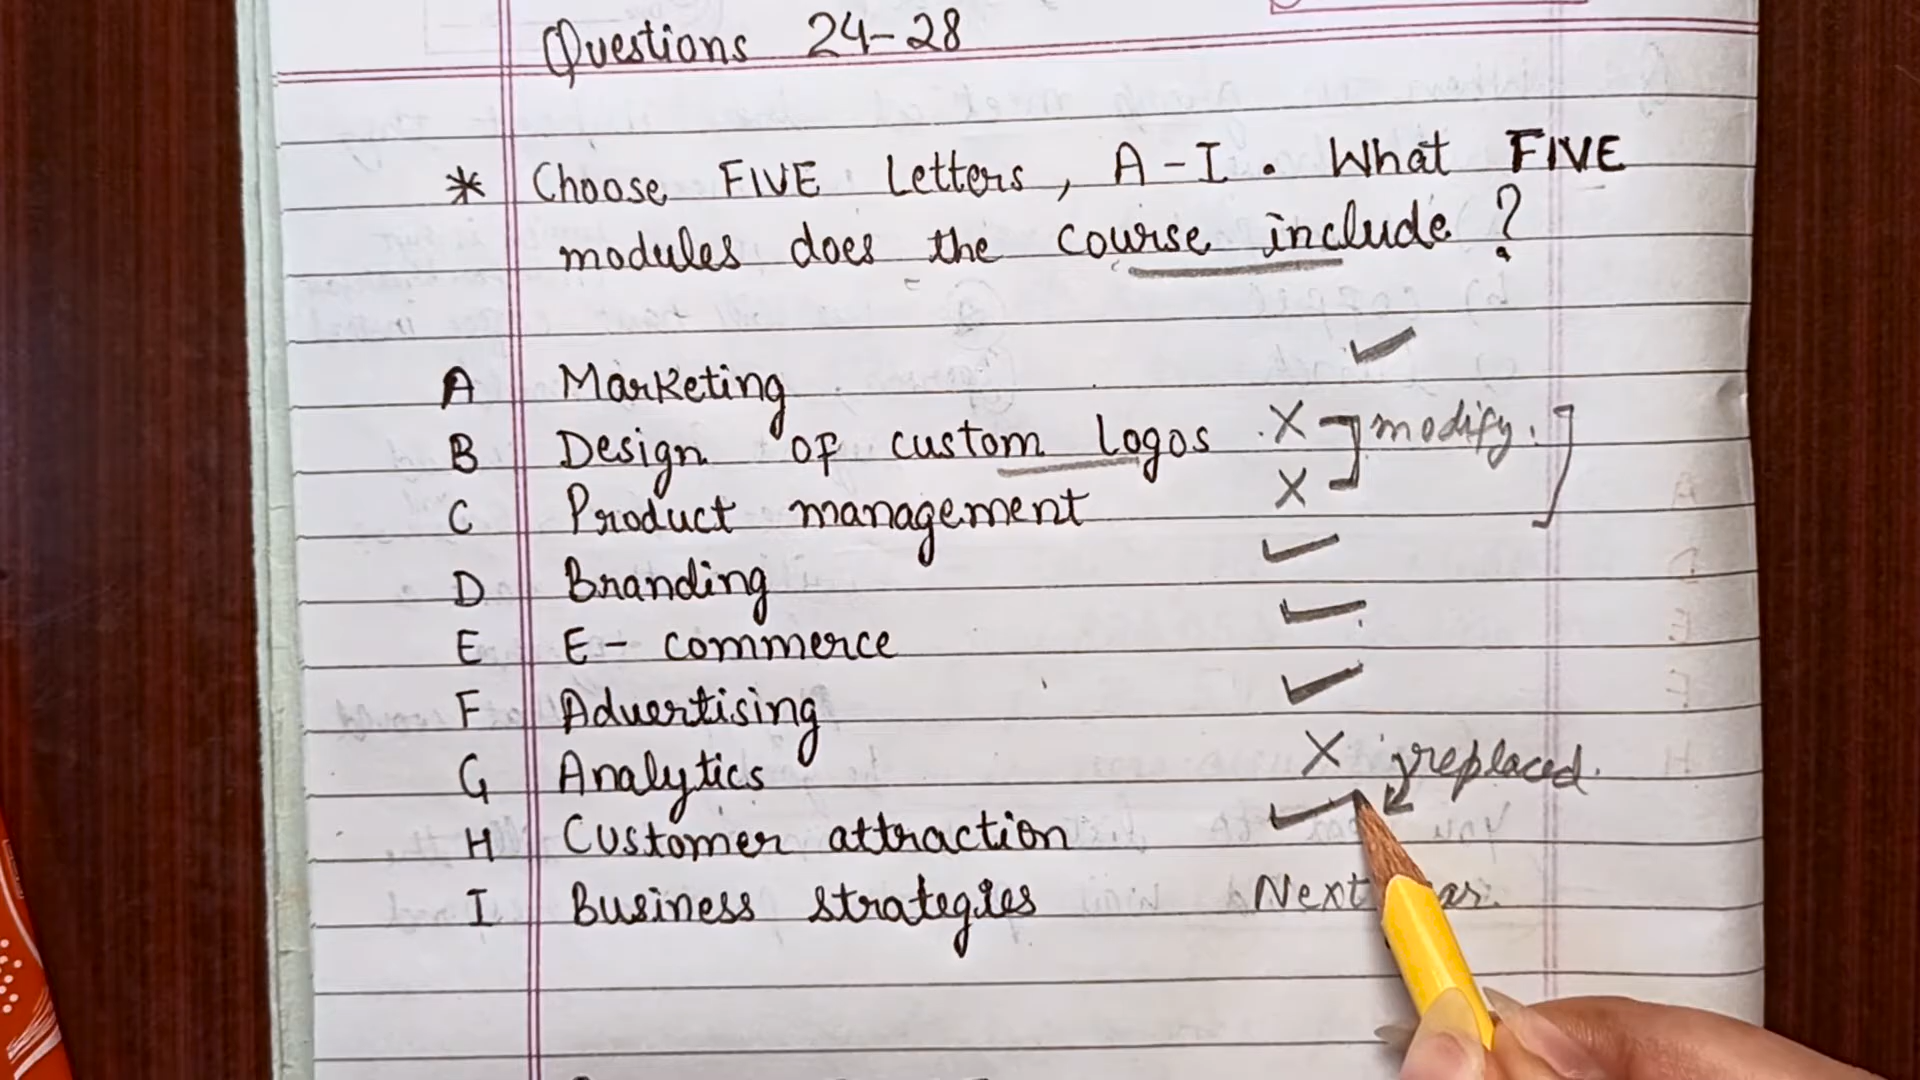 Questions 24-28
* Choose FIVE Letters, A-I. What FIVE
modules does the course include?
A Marketing
B Design of custom logos X modify.
C Product management X
D Branding
E E-commerce
F Advertising
G Analytics X replaced.
H Customer attraction
I Business strategies Next